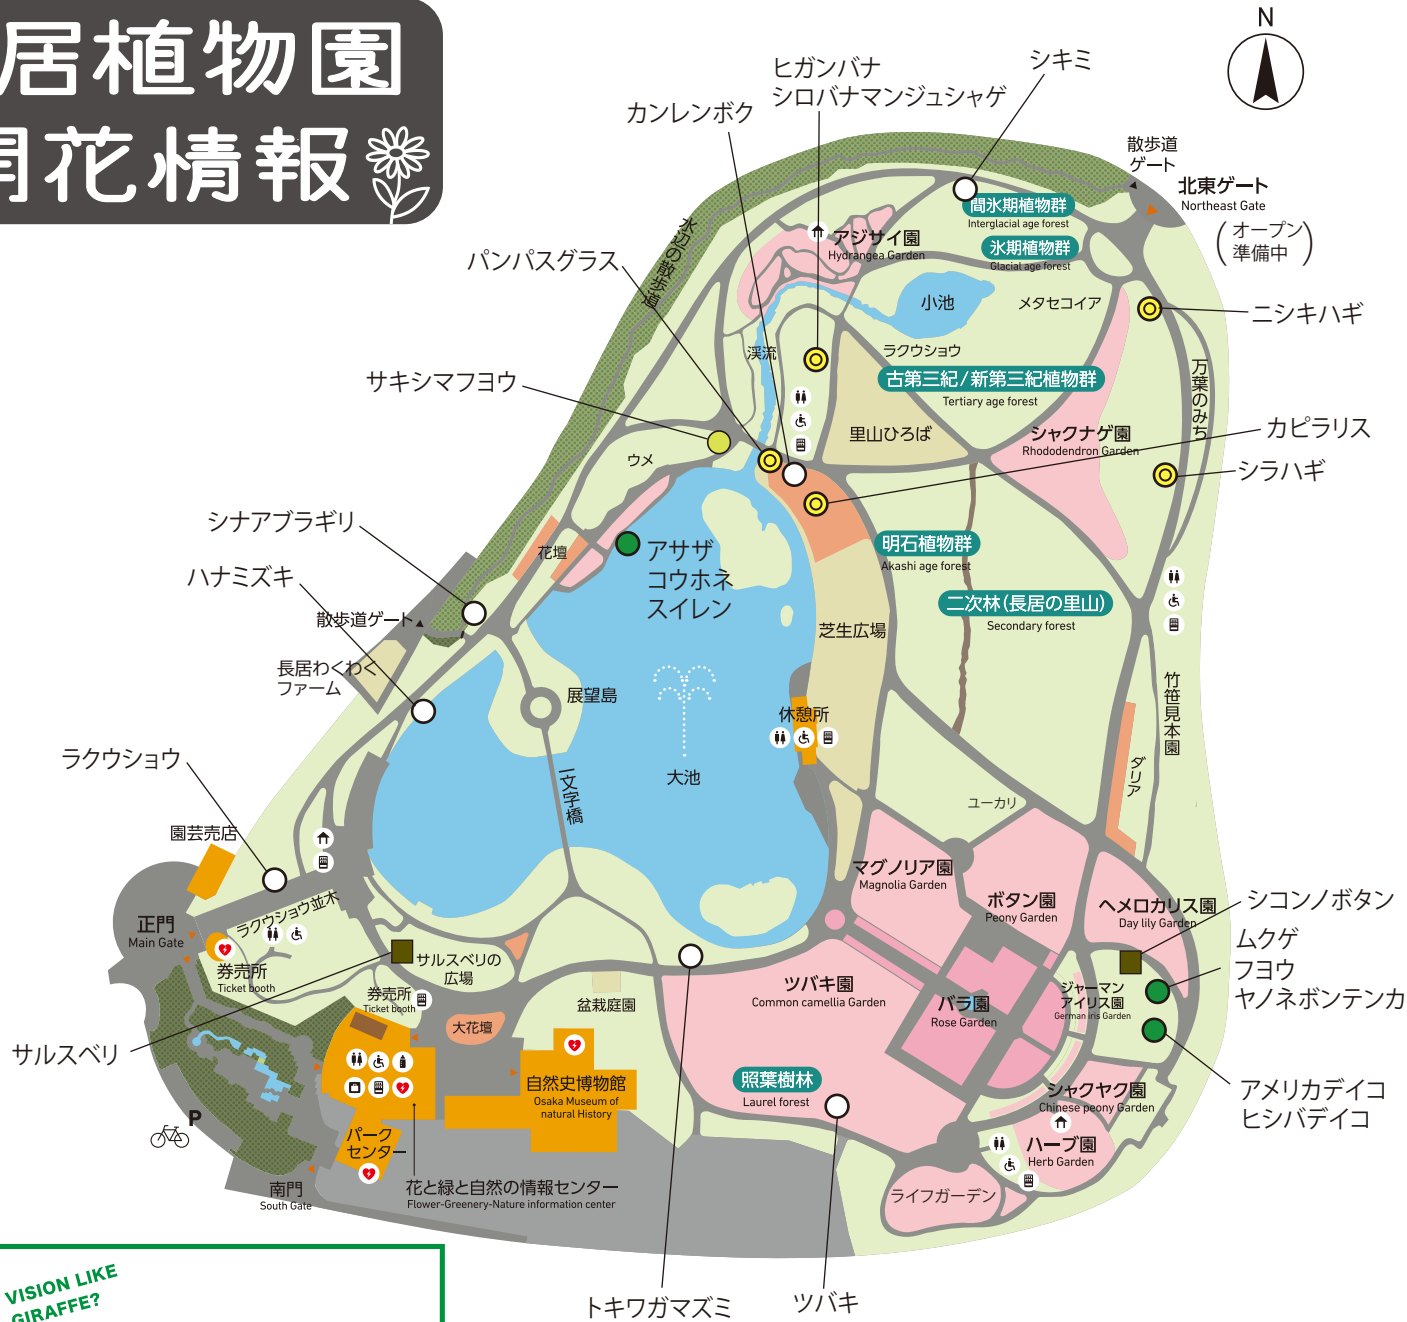 居植物園
開花情報
N
シキミ
ヒガンバナ
シロバナマンジュシャゲ
カンレンボク
散歩道
ゲート
北東ゲート
Northeast Gate
(オープン
準備中)
間氷期植物群
Interglacial age forest
氷期植物群
Glacial age forest
アジサイ園
Hydrangea Garden
水辺の散歩道
パンパスグラス
小池
メタセコイア
ニシキハギ
渓流
ラクウショウ
古第三紀/新第三紀植物群
Tertiary age forest
万葉のみち
サキシマフヨウ
里山ひろば
シャクナゲ園
Rhododendron Garden
カピラリス
シラハギ
ウメ
シナアブラギリ
花壇
アサザ
コウホネ
スイレン
明石植物群
Akashi age forest
ハナミズキ
散歩道ゲート
二次林(長居の里山)
Secondary forest
芝生広場
長居わくわく
ファーム
展望島
休憩所
竹笹見本園
ダリア
ラクウショウ
大池
一文字橋
ユーカリ
園芸売店
マグノリア園
Magnolia Garden
ボタン園
Peony Garden
ヘメロカリス園
Day lily Garden
シコンノボタン
ムクゲ
フヨウ
ヤノネボンテンカ
正門
Main Gate
ラクウショウ並木
券売所
Ticket booth
サルスベリの
広場
券売所
Ticket booth
盆栽庭園
ツバキ園
Common camellia Garden
バラ園
Rose Garden
ジャーマン
アイリス園
German iris Garden
大花壇
サルスベリ
自然史博物館
Osaka Museum of
natural History
照葉樹林
Laurel forest
シャクヤク園
Chinese peony Garden
アメリカデイコ
ヒシバデイコ
P
パーク
センター
ハーブ園
Herb Garden
南門
South Gate
花と緑と自然の情報センター
Flower-Greenery-Nature information center
ライフガーデン
トキワガマズミ
ツバキ
VISION LIKE
GIRAFFE?